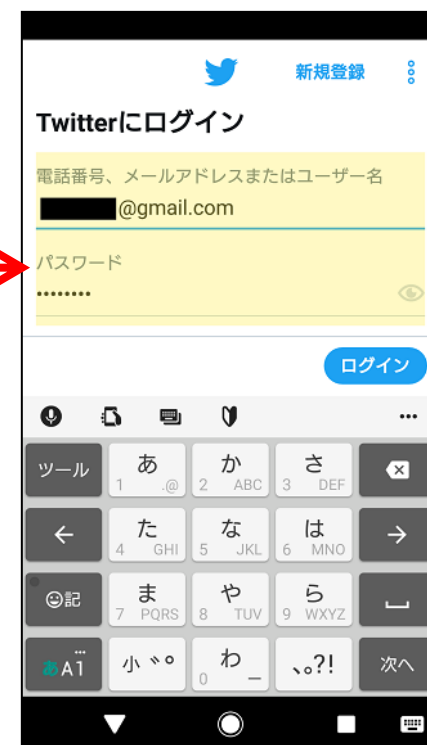 新規登録
Twitterにログイン
電話番号、メールアドレスまたはユーザー名
@gmail.com
パスワード
ログイン
ツール
あ
1 .@
か
2 ABC
さ
3 DEF
た
4 GHI
な
5 JKL
は
6 MNO
記
ま
7 PQRS
や
8 TUV
ら
9 WXYZ
あA1
小゛゜
わ
0 _
、。?!
次へ